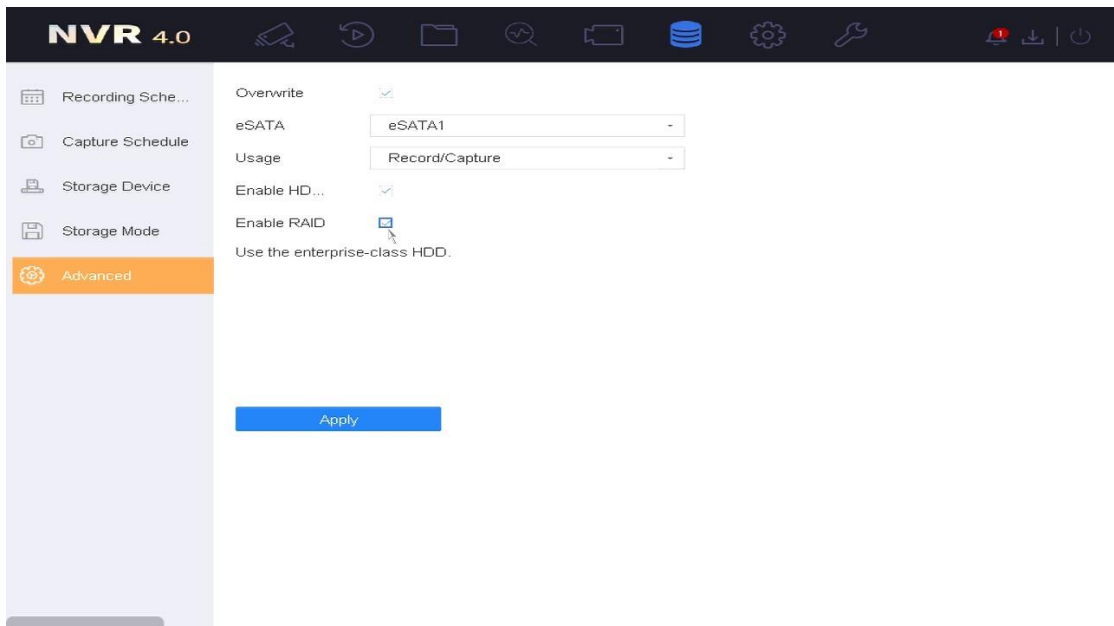 NVR 4.0
1
Recording Sche...
Capture Schedule
Storage Device
Storage Mode
Advanced
Overwrite
eSATA eSATA1
Usage Record/Capture
Enable HD...
Enable RAID
Use the enterprise-class HDD.
Apply